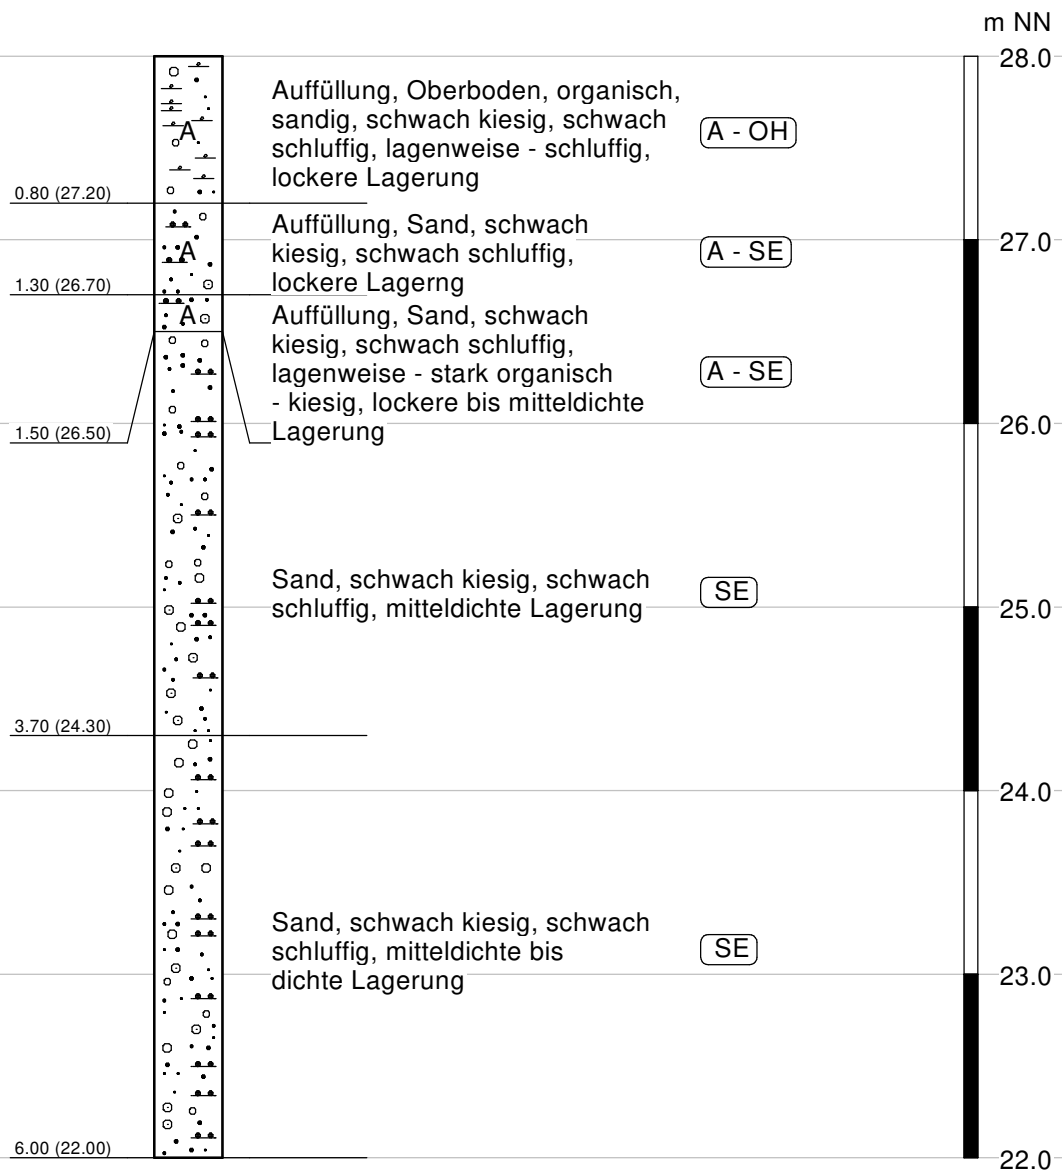 m NN
28.0
Auffüllung, Oberboden, organisch,
sandig, schwach kiesig, schwach
schluffig, lagenweise - schluffig,
lockere Lagerung
A - OH
A
0.80 (27.20)
Auffüllung, Sand, schwach
kiesig, schwach schluffig,
lockere Lagerng
A - SE
A
27.0
1.30 (26.70)
Auffüllung, Sand, schwach
kiesig, schwach schluffig,
lagenweise - stark organisch
- kiesig, lockere bis mitteldichte
Lagerung
A - SE
A
26.0
1.50 (26.50)
Sand, schwach kiesig, schwach
schluffig, mitteldichte Lagerung
SE
25.0
3.70 (24.30)
24.0
Sand, schwach kiesig, schwach
schluffig, mitteldichte bis
dichte Lagerung
SE
23.0
6.00 (22.00)
22.0